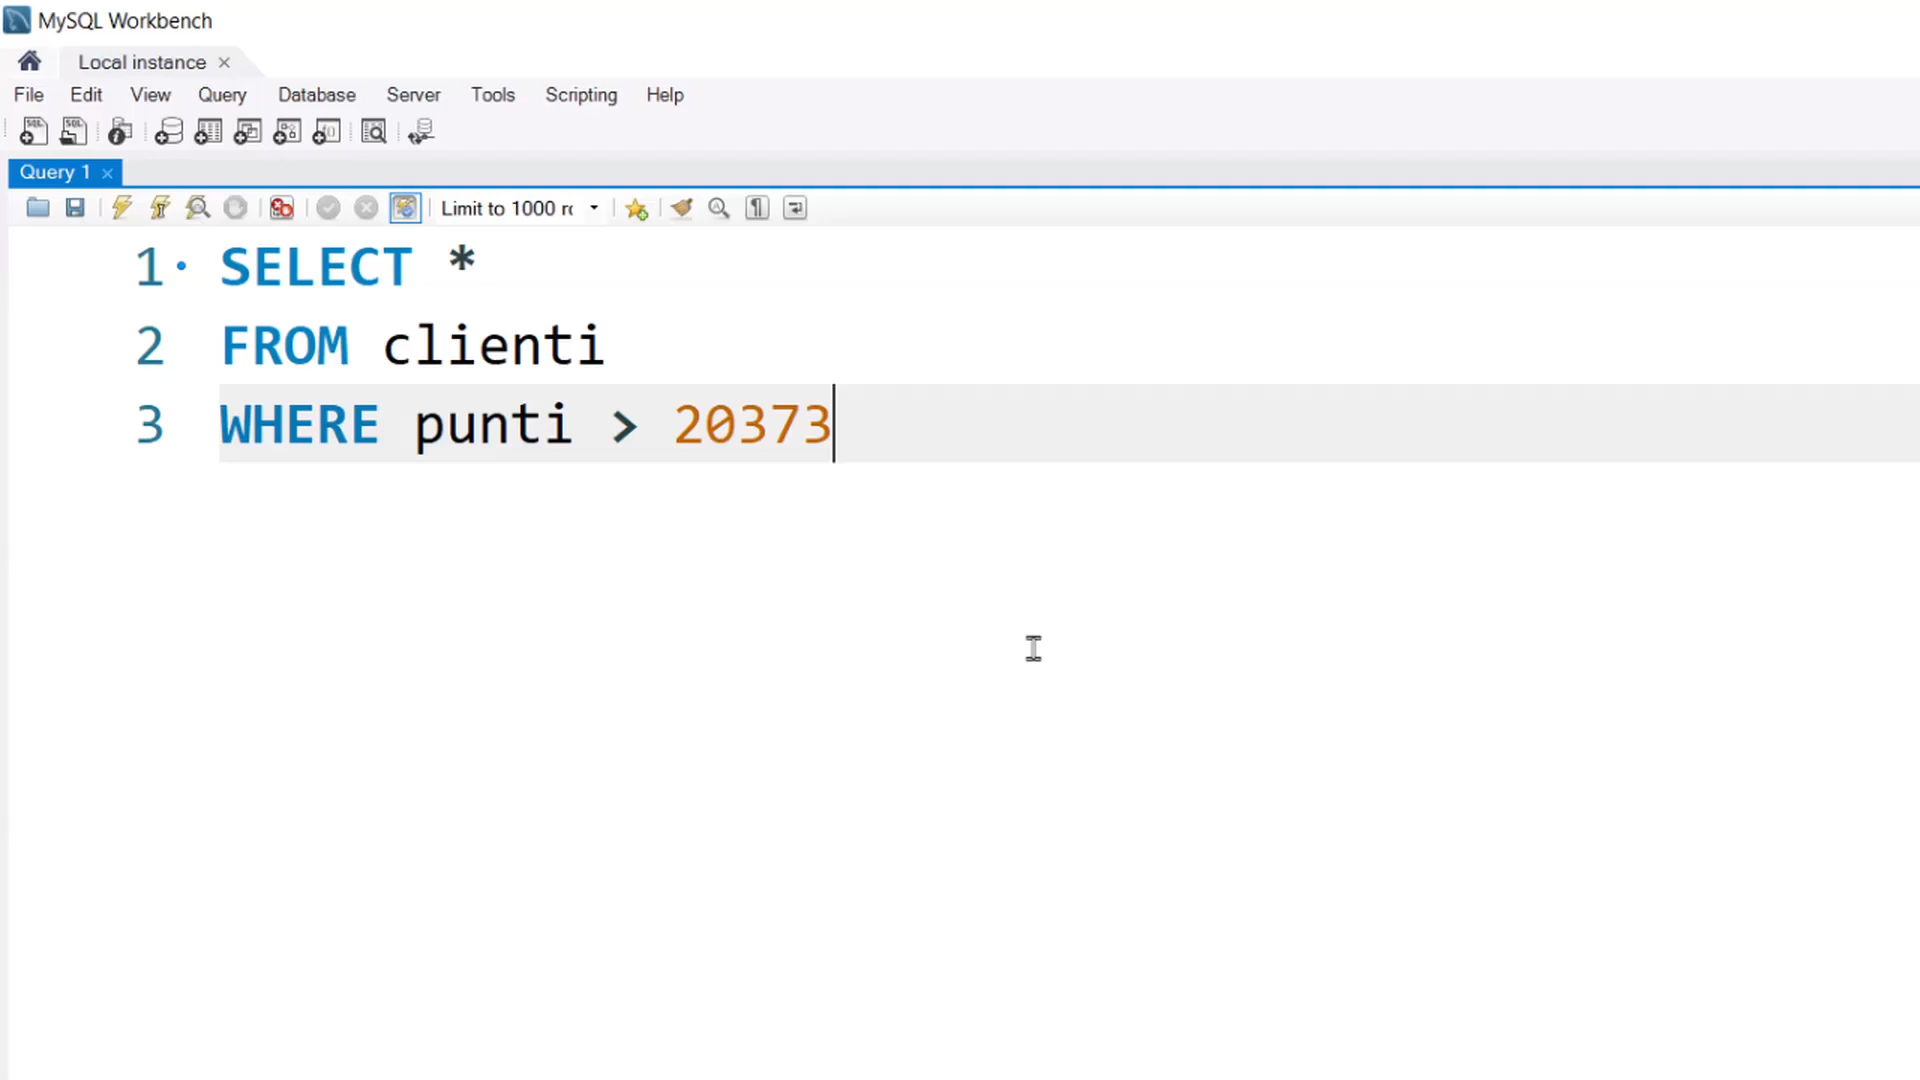 MySQL Workbench
Local instance
File Edit View Query Database Server Tools Scripting Help
Query 1
Limit to 1000 rc
1 SELECT *
2 FROM clienti
3 WHERE punti > 20373